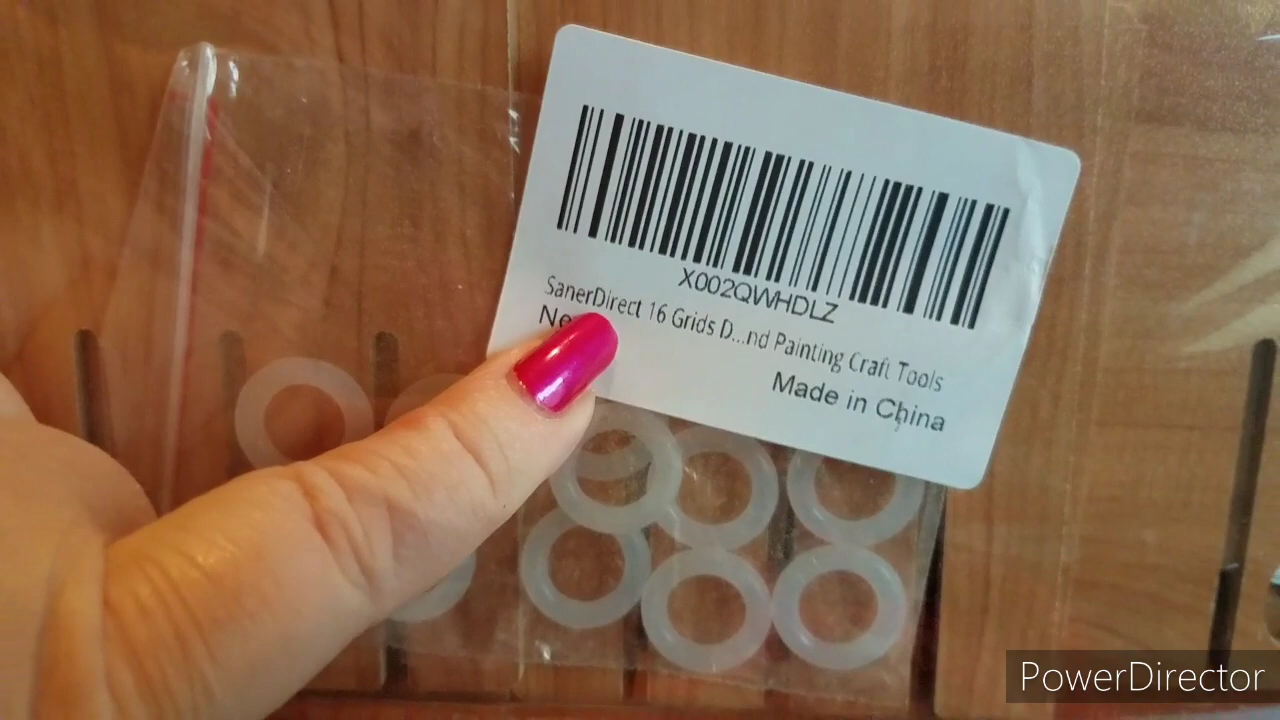 X002QWHDLZ
SanerDirect 16 Grids D...nd Painting Craft Tools
Made in China
PowerDirector